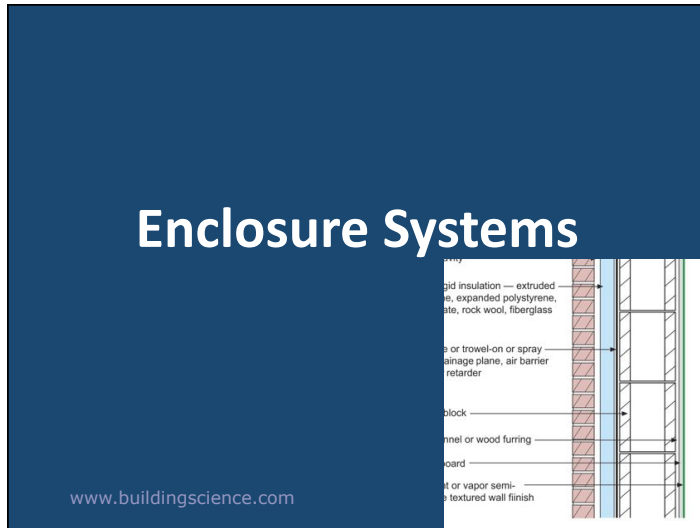 Enclosure Systems
gid insulation — extruded
e, expanded polystyrene,
ate, rock wool, fiberglass
e or trowel-on or spray
ainage plane, air barrier
retarder
block
nnel or wood furring
oard
nt or vapor semi-
e textured wall fiinish
www.buildingscience.com